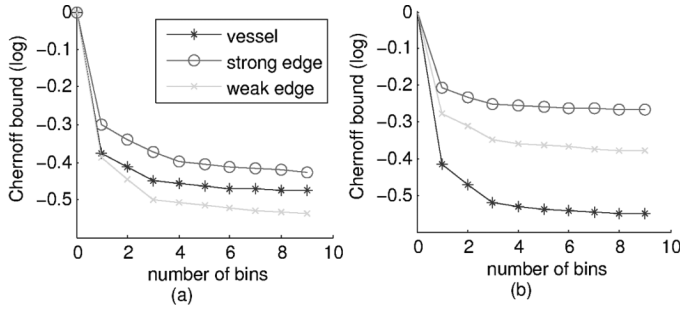 Chernoff bound (log)
0
−0.1
−0.2
−0.3
−0.4
−0.5
vessel
strong edge
weak edge
0 2 4 6 8 10
number of bins
(a)
Chernoff bound (log)
0
−0.1
−0.2
−0.3
−0.4
−0.5
0 2 4 6 8 10
number of bins
(b)